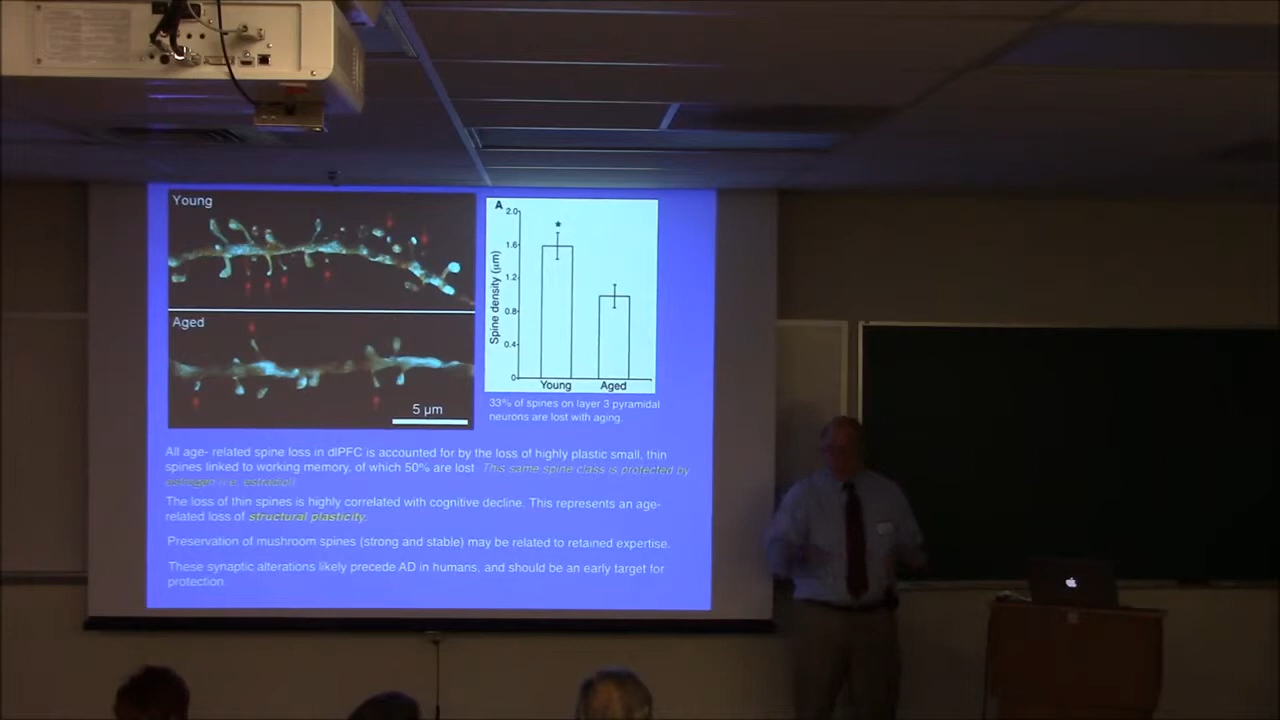 Young
Aged
5 µm
A
2.0
1.6
1.2
0.8
0.4
0
Spine density (µm)
*
Young Aged
33% of spines on layer 3 pyramidal
neurons are lost with aging.
All age- related spine loss in dlPFC is accounted for by the loss of highly plastic small, thin
spines linked to working memory, of which 50% are lost This same spine class is protected by
estrogen (i.e. estradiol)
The loss of thin spines is highly correlated with cognitive decline. This represents an age-
related loss of structural plasticity.
Preservation of mushroom spines (strong and stable) may be related to retained expertise.
These synaptic alterations likely precede AD in humans, and should be an early target for
protection